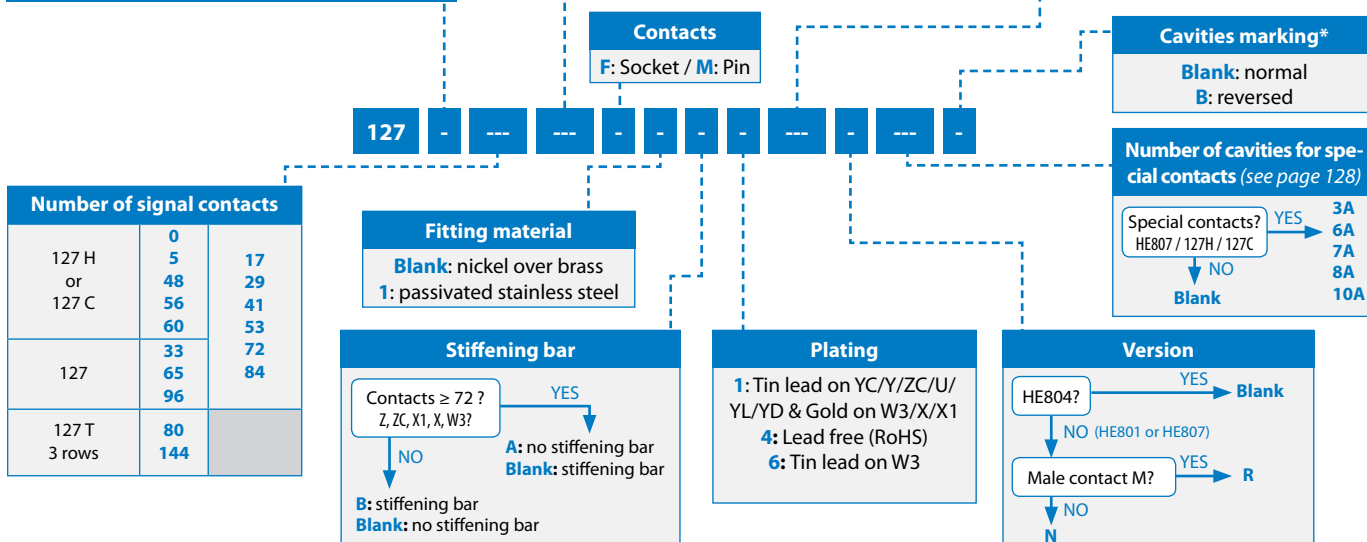 Contacts
F: Socket / M: Pin
Cavities marking*
Blank: normal
B: reversed
127 - --- --- - - - - --- - --- -
Number of cavities for spe-
cial contacts (see page 128)
Special contacts?
HE807 / 127H / 127C
YES
3A
6A
7A
8A
10A
NO
Blank
Number of signal contacts
127 H
or
127 C
0
5
48
56
60
17
29
41
53
72
84
127
33
65
96
127 T
3 rows
80
144
Fitting material
Blank: nickel over brass
1: passivated stainless steel
Stiffening bar
Contacts ≥ 72 ?
Z, ZC, X1, X, W3?
YES
A: no stiffening bar
Blank: stiffening bar
NO
B: stiffening bar
Blank: no stiffening bar
Plating
1: Tin lead on YC/Y/ZC/U/
YL/YD & Gold on W3/X/X1
4: Lead free (RoHS)
6: Tin lead on W3
Version
HE804?
YES
Blank
NO (HE801 or HE807)
Male contact M?
YES
R
NO
N